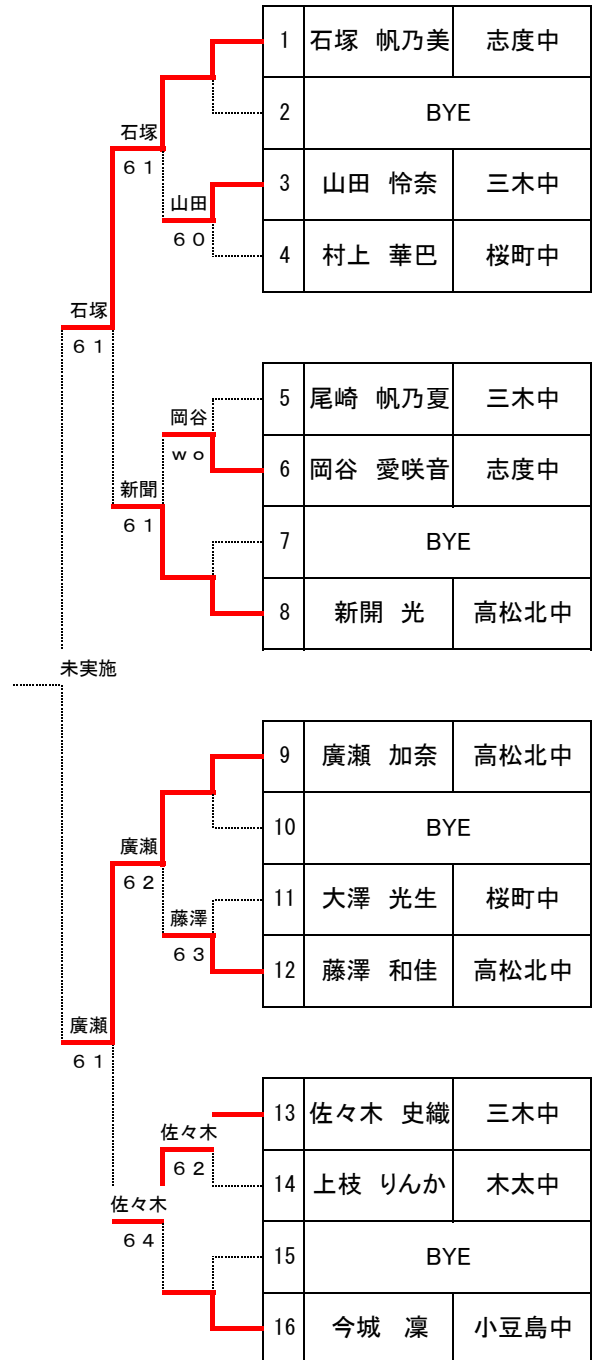 1 石塚 帆乃美 志度中
2 BYE
石塚
61
3 山田 怜奈 三木中
山田
60
4 村上 華巴 桜町中
石塚
61
5 尾崎 帆乃夏 三木中
岡谷
wo
6 岡谷 愛咲音 志度中
新聞
61
7 BYE
8 新開 光 高松北中
未実施
9 廣瀬 加奈 高松北中
10 BYE
廣瀬
62
11 大澤 光生 桜町中
藤澤
63
12 藤澤 和佳 高松北中
廣瀬
61
13 佐々木 史織 三木中
佐々木
62
14 上枝 りんか 木太中
佐々木
64
15 BYE
16 今城 凜 小豆島中